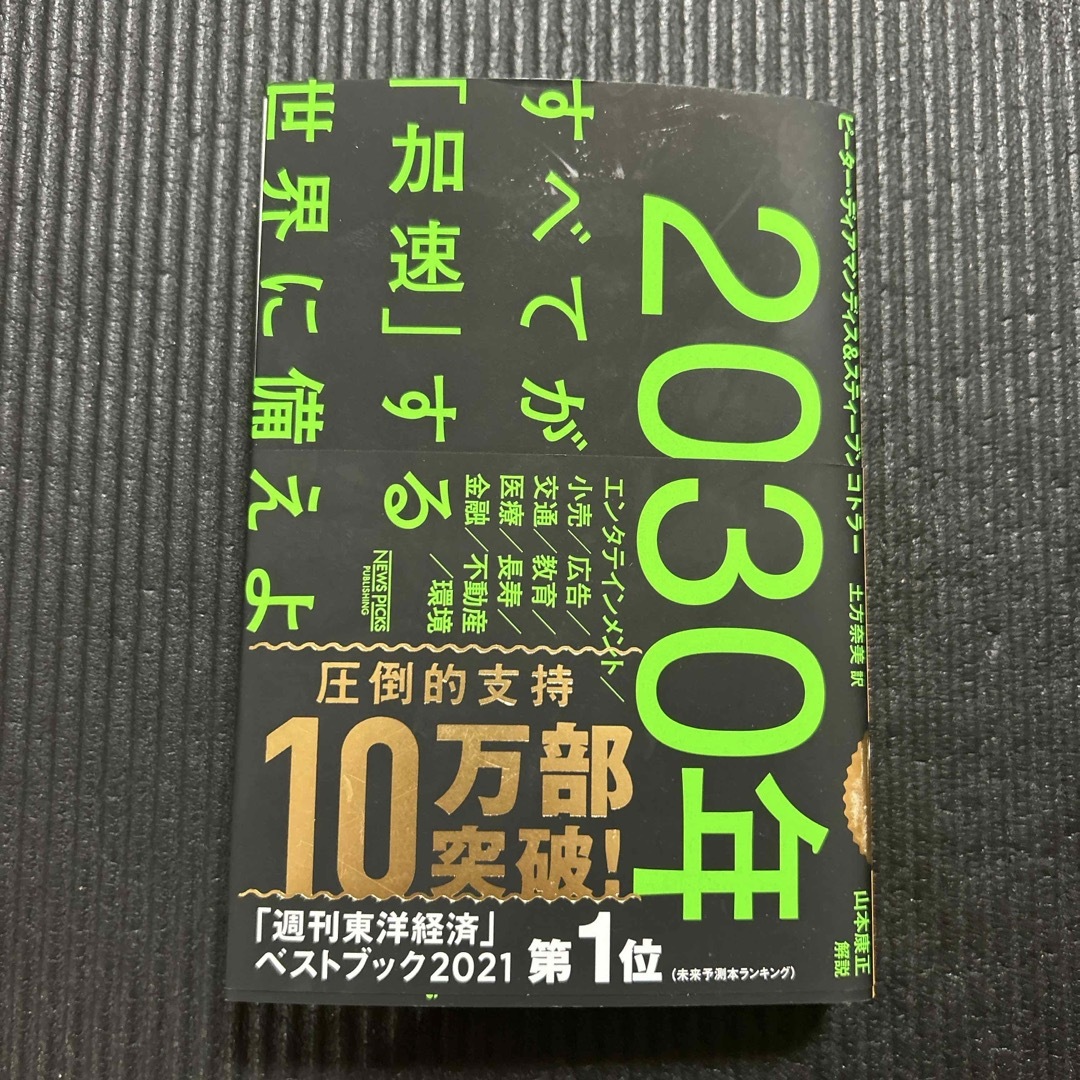 ピーター・ディアマンディス&スティーブン・コトラー 土方奈美 訳
山本康正 解説
2030年
すべてが
「加速」する
世界に備えよ
エンタテインメント/
小売/広告/
交通/教育/
医療/長寿/
金融/不動産
/環境
NEWS PICKS
PUBLISHING
圧倒的支持
10万部
突破!
「週刊東洋経済」
ベストブック2021
第1位
(未来予測本ランキング)